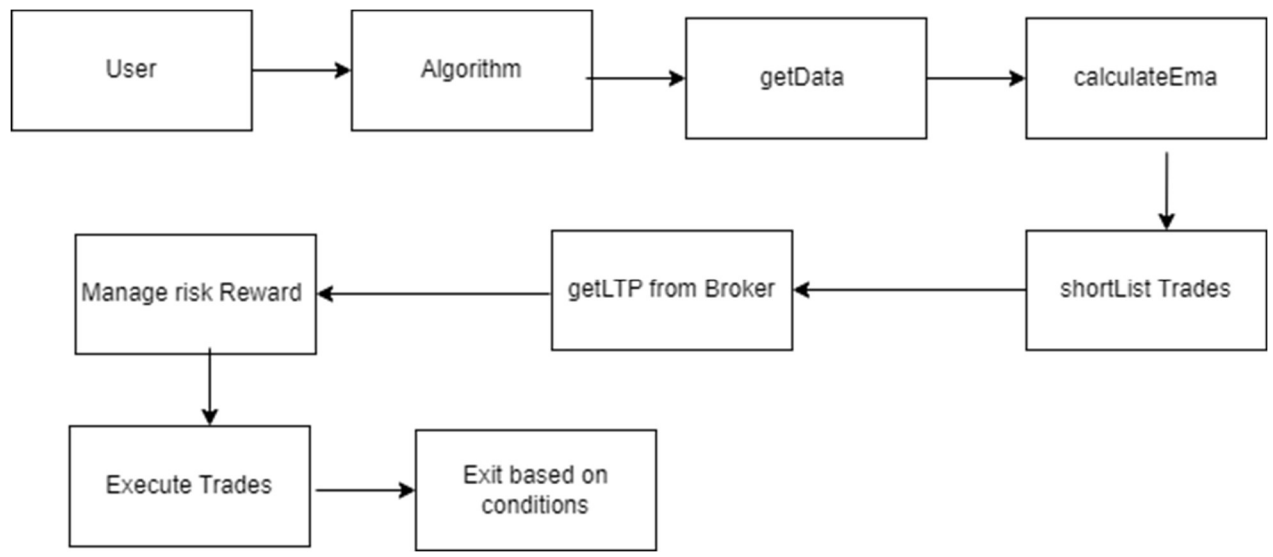 User
Algorithm
getData
calculateEma
shortList Trades
getLTP from Broker
Manage risk Reward
Execute Trades
Exit based on
conditions